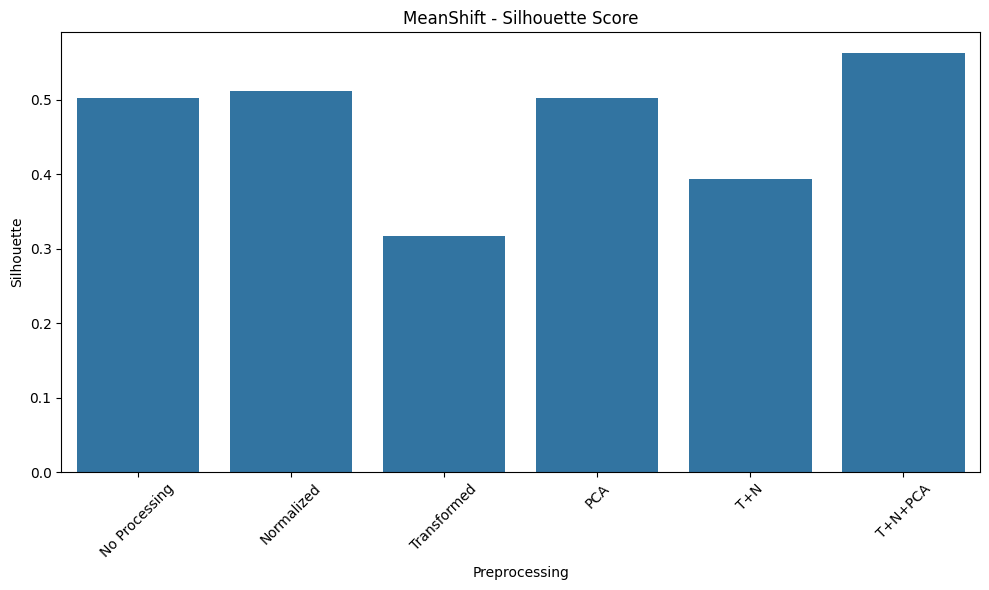 MeanShift - Silhouette Score
Silhouette
0.5
0.4
0.3
0.2
0.1
0.0
No Processing
Normalized
Transformed
PCA
T+N
T+N+PCA
Preprocessing